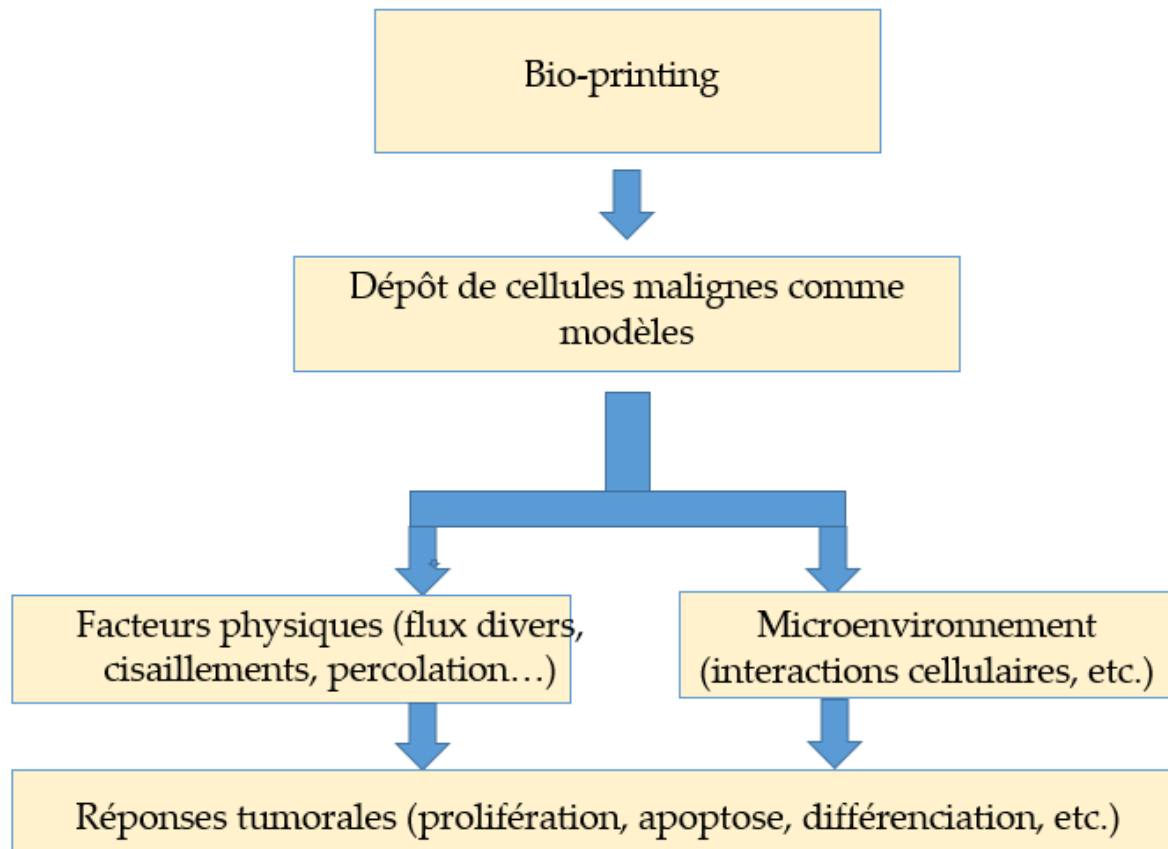 Bio-printing
Dépôt de cellules malignes comme
modèles
Facteurs physiques (flux divers,
cisaillements, percolation…)
Microenvironnement
(interactions cellulaires, etc.)
Réponses tumorales (prolifération, apoptose, différenciation, etc.)